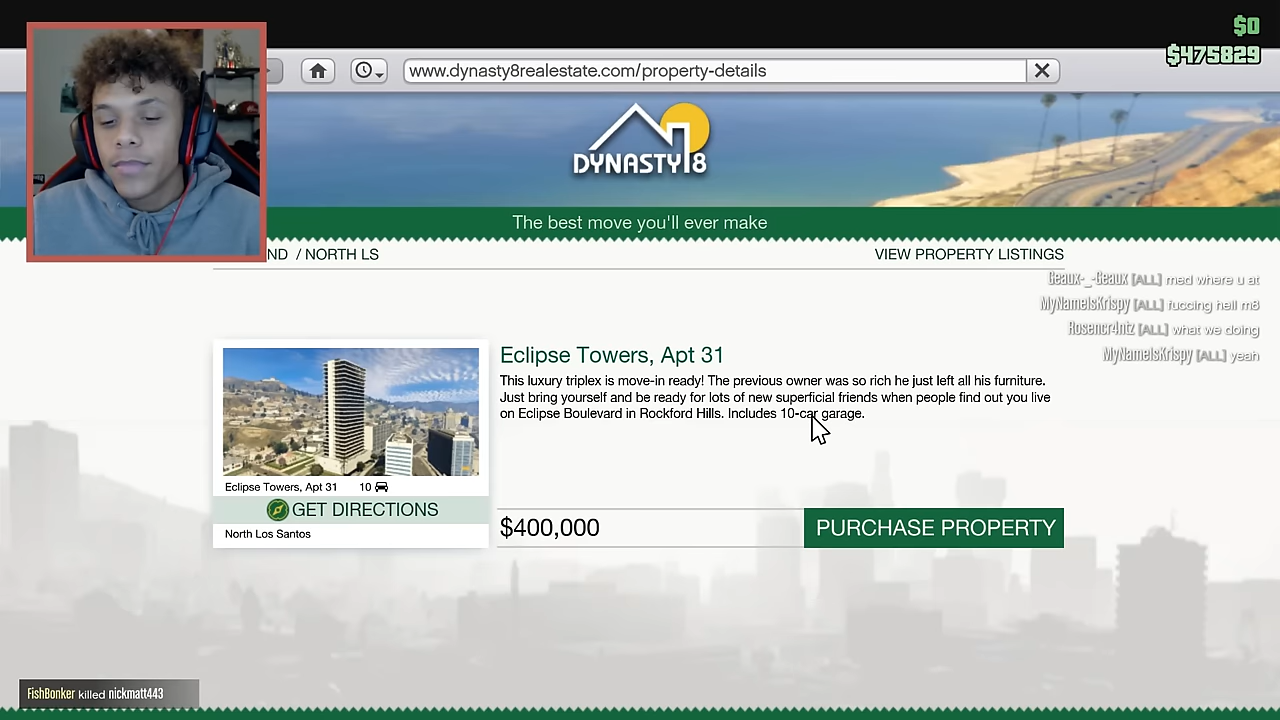 $0
$475829
www.dynasty8realestate.com/property-details
DYNASTY 8
The best move you'll ever make
ND / NORTH LS
VIEW PROPERTY LISTINGS
Geaux-_-Geaux [ALL] med where u at
MyNameIsKrispy [ALL] fuccing hell m8
Rosencr4ntz [ALL] what we doing
MyNameIsKrispy [ALL] yeah
Eclipse Towers, Apt 31
This luxury triplex is move-in ready! The previous owner was so rich he just left all his furniture.
Just bring yourself and be ready for lots of new superficial friends when people find out you live
on Eclipse Boulevard in Rockford Hills. Includes 10-car garage.
Eclipse Towers, Apt 31 10
GET DIRECTIONS
North Los Santos
$400,000
PURCHASE PROPERTY
FishBonker killed nickmatt443